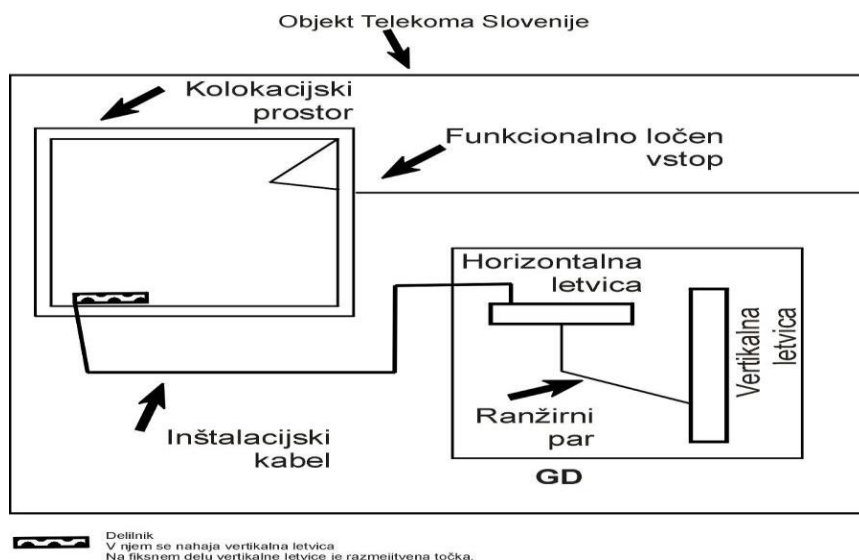 Objekt Telekoma Slovenije
Kolokacijski
prostor
Funkcionalno ločen
vstop
Horizontalna
letvica
Vertikalna
letvica
Ranžirni
par
Inštalacijski
kabel
GD
Delilnik
V njem se nahaja vertikalna letvica
Na fiksnem delu vertikalne letvice je razmejitvena točka.